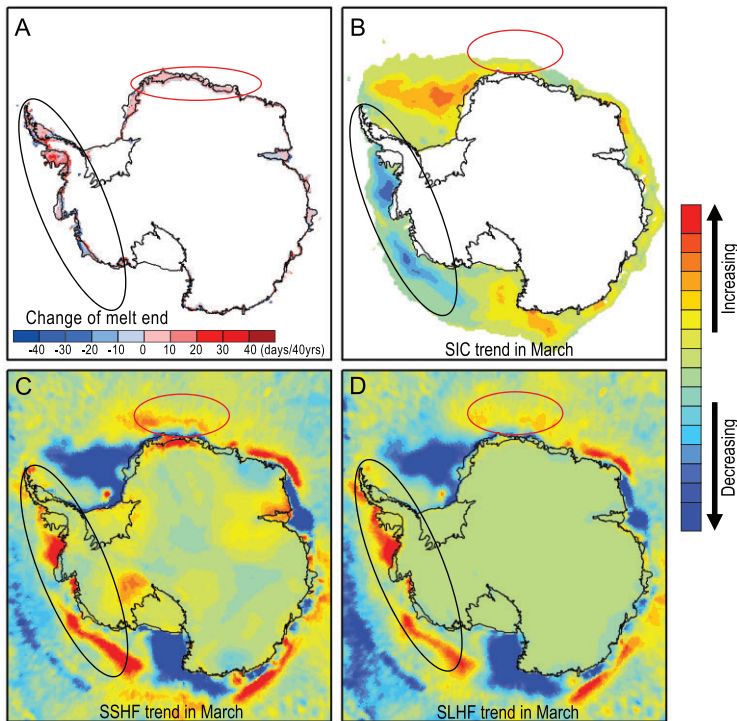 A
B
Change of melt end
-40 -30 -20 -10 0 10 20 30 40 (days/40yrs)
SIC trend in March
Increasing
Decreasing
C
D
SSHF trend in March
SLHF trend in March